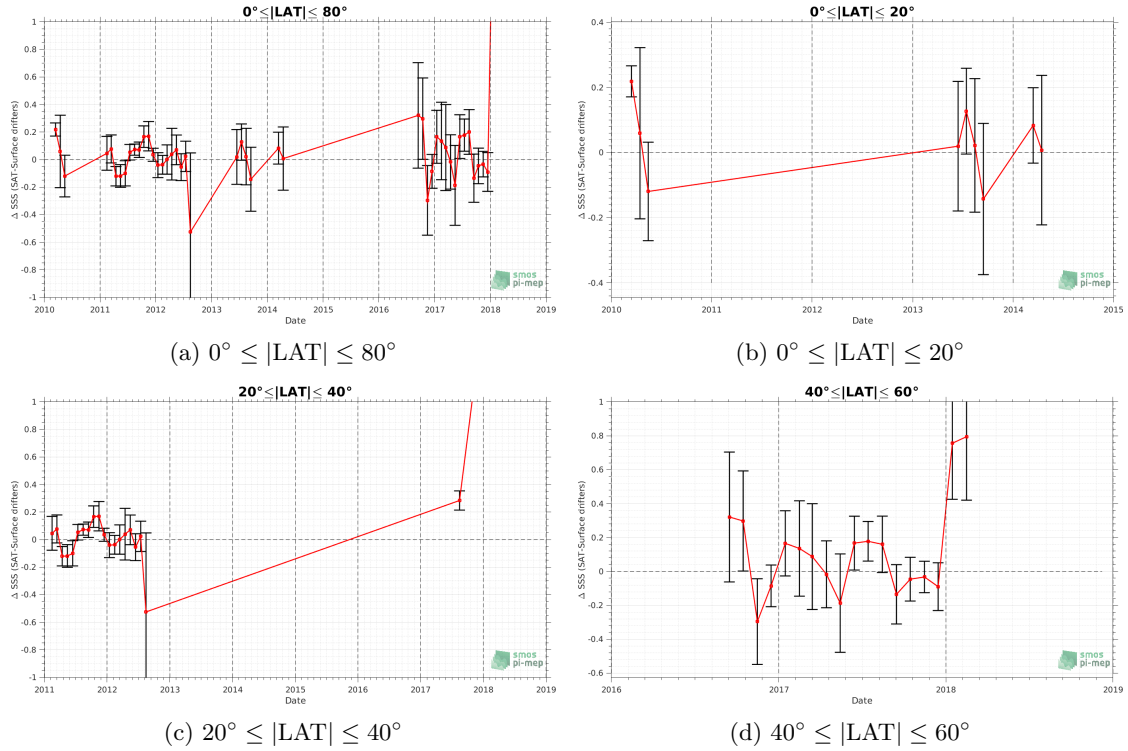 0°≤|LAT|≤ 80°
Δ SSS (SAT-Surface drifters)
1
0.8
0.6
0.4
0.2
0
-0.2
-0.4
-0.6
-0.8
-1
2010 2011 2012 2013 2014 2015 2016 2017 2018 2019
Date
smos
pi-mep
(a) 0° ≤ |LAT| ≤ 80°
0°≤|LAT|≤ 20°
Δ SSS (SAT-Surface drifters)
0.4
0.2
0
-0.2
-0.4
2010 2011 2012 2013 2014 2015
Date
smos
pi-mep
(b) 0° ≤ |LAT| ≤ 20°
20°≤|LAT|≤ 40°
Δ SSS (SAT-Surface drifters)
1
0.8
0.6
0.4
0.2
0
-0.2
-0.4
-0.6
-0.8
-1
2011 2012 2013 2014 2015 2016 2017 2018 2019
Date
smos
pi-mep
(c) 20° ≤ |LAT| ≤ 40°
40°≤|LAT|≤ 60°
Δ SSS (SAT-Surface drifters)
1
0.8
0.6
0.4
0.2
0
-0.2
-0.4
-0.6
2016 2017 2018 2019
Date
smos
pi-mep
(d) 40° ≤ |LAT| ≤ 60°